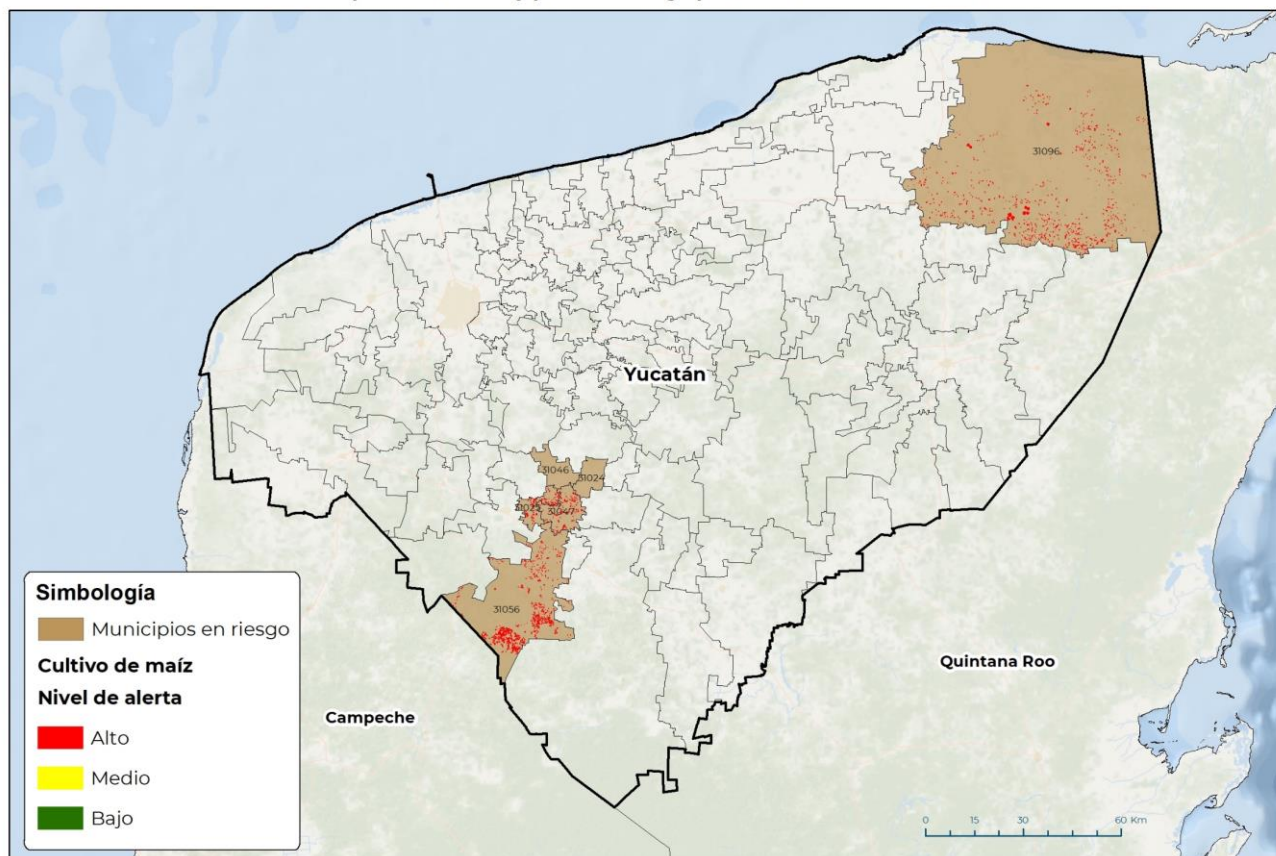 31096
Yucatán
31046
31024
31047
31056
Simbología
Municipios en riesgo
Cultivo de maíz
Nivel de alerta
Alto
Medio
Bajo
Campeche
Quintana Roo
0 15 30 60 Km